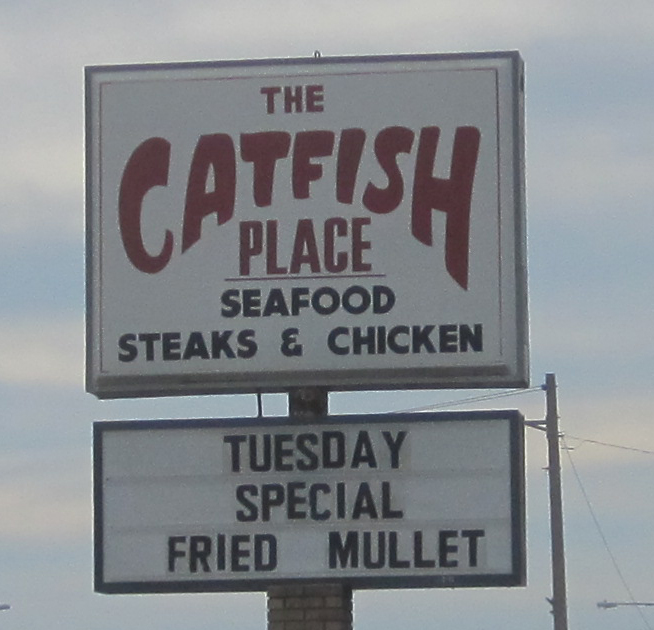 THE
CATFISH
PLACE
SEAFOOD
STEAKS & CHICKEN
TUESDAY
SPECIAL
FRIED MULLET